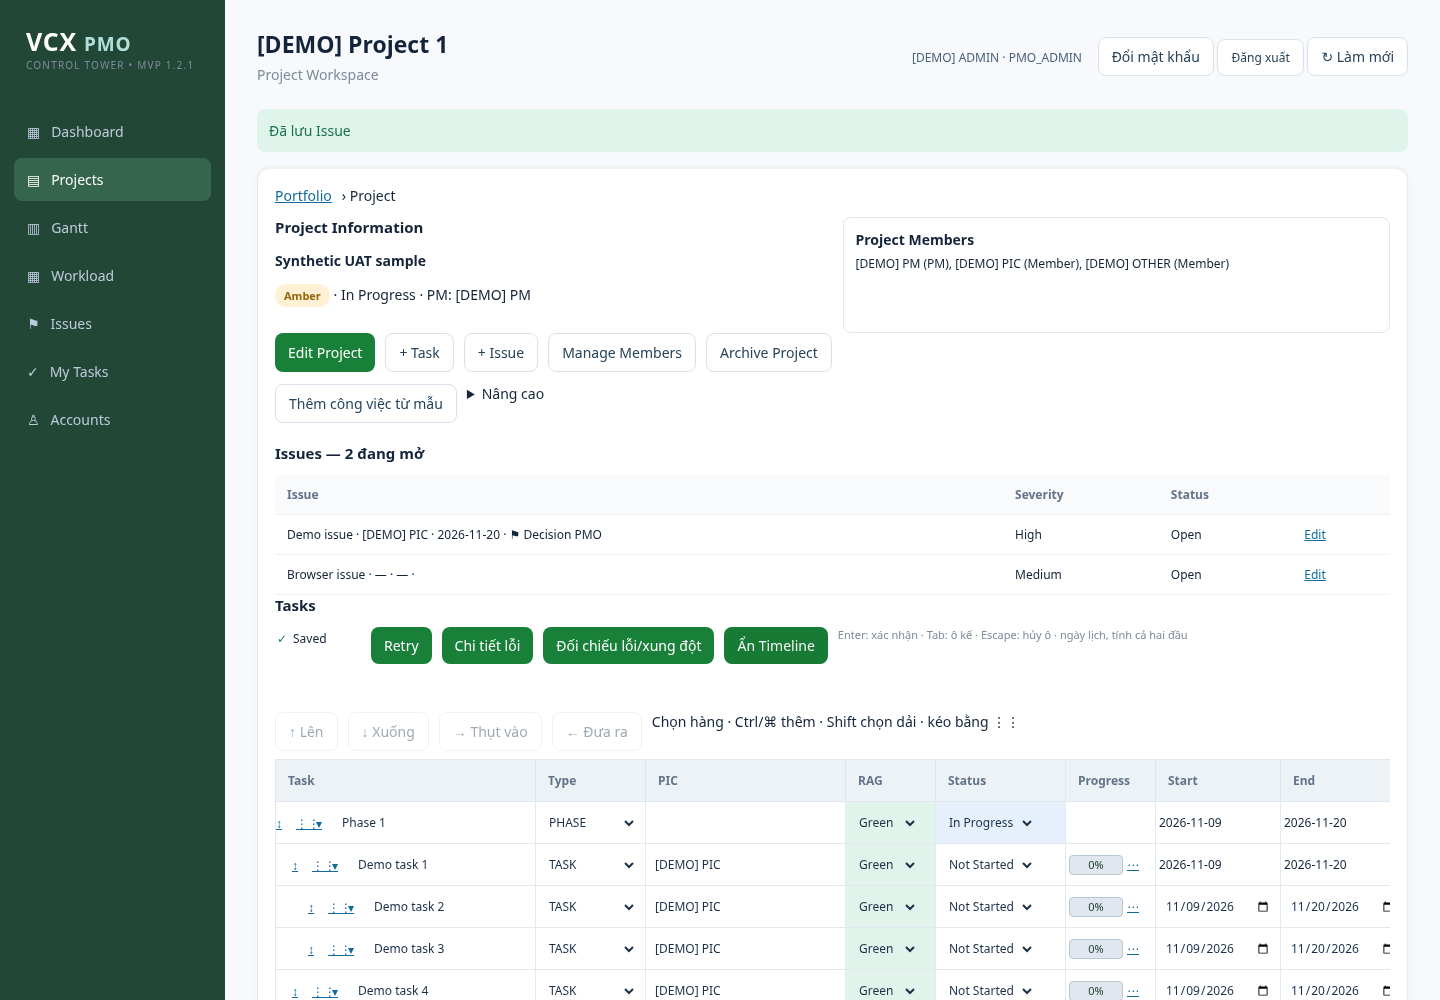 VCX PMO
CONTROL TOWER • MVP 1.2.1
Dashboard
Projects
Gantt
Workload
Issues
My Tasks
Accounts
[DEMO] Project 1
Project Workspace
[DEMO] ADMIN · PMO_ADMIN
Đổi mật khẩu
Đăng xuất
↻ Làm mới
Đã lưu Issue
Portfolio › Project
Project Information
Synthetic UAT sample
Amber · In Progress · PM: [DEMO] PM
Project Members
[DEMO] PM (PM), [DEMO] PIC (Member), [DEMO] OTHER (Member)
Edit Project
+ Task
+ Issue
Manage Members
Archive Project
Thêm công việc từ mẫu
▶ Nâng cao
Issues — 2 đang mở
Issue Severity Status
Demo issue · [DEMO] PIC · 2026-11-20 · ⚑ Decision PMO High Open Edit
Browser issue · — · — · Medium Open Edit
Tasks
✓ Saved
Retry
Chi tiết lỗi
Đối chiếu lỗi/xung đột
Ẩn Timeline
Enter: xác nhận · Tab: ô kế · Escape: hủy ô · ngày lịch, tính cả hai đầu
↑ Lên
↓ Xuống
→ Thụt vào
← Đưa ra
Chọn hàng · Ctrl/⌘ thêm · Shift chọn dải · kéo bằng ⋮⋮
Task Type PIC RAG Status Progress Start End
Phase 1 PHASE Green In Progress 2026-11-09 2026-11-20
Demo task 1 TASK [DEMO] PIC Green Not Started 0% ... 2026-11-09 2026-11-20
Demo task 2 TASK [DEMO] PIC Green Not Started 0% ... 11/09/2026 11/20/2026
Demo task 3 TASK [DEMO] PIC Green Not Started 0% ... 11/09/2026 11/20/2026
Demo task 4 TASK [DEMO] PIC Green Not Started 0% ... 11/09/2026 11/20/2026